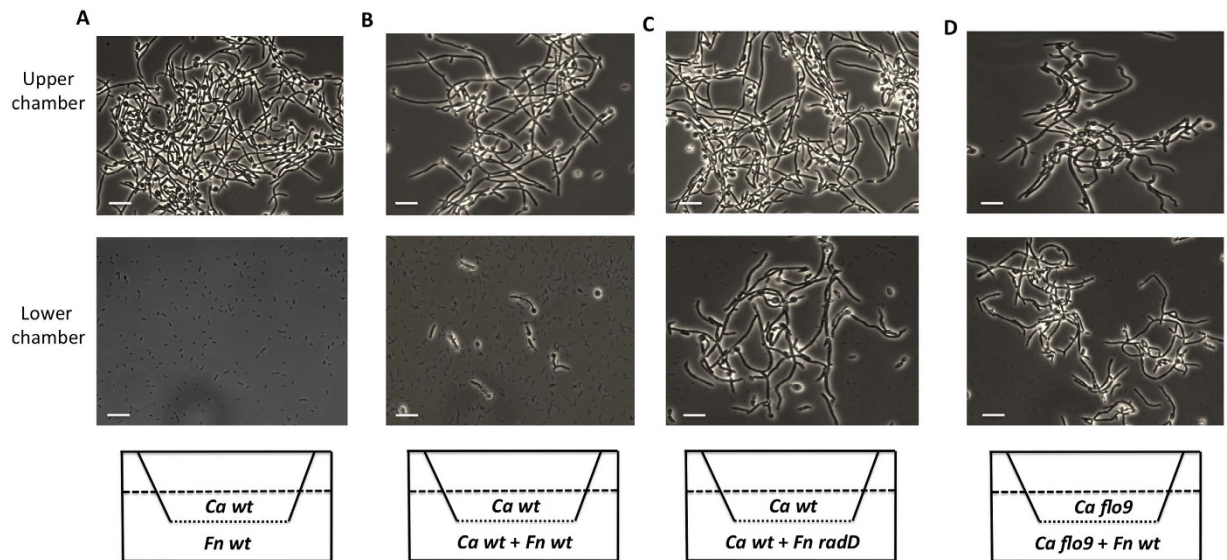 A
B
C
D
Upper
chamber
Lower
chamber
Ca wt
Fn wt
Ca wt
Ca wt + Fn wt
Ca wt
Ca wt + Fn radD
Ca flo9
Ca flo9 + Fn wt